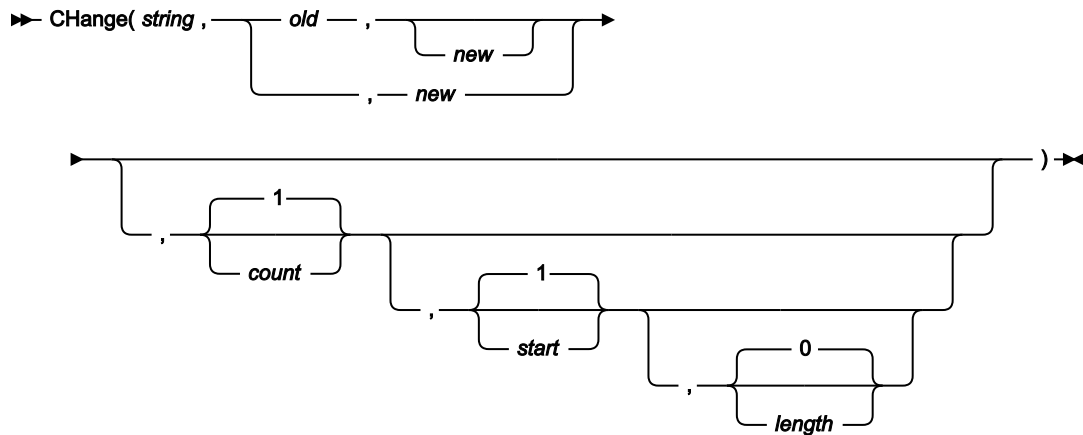 CHange( string , old ,
new
, new
)
1
, count
1
, start
0
, length